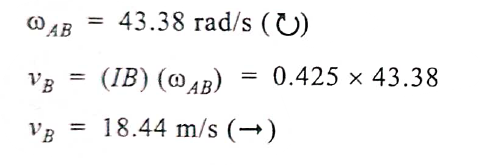 ω_AB = 43.38 rad/s (↻)
v_B = (IB) (ω_AB) = 0.425 × 43.38
v_B = 18.44 m/s (→)